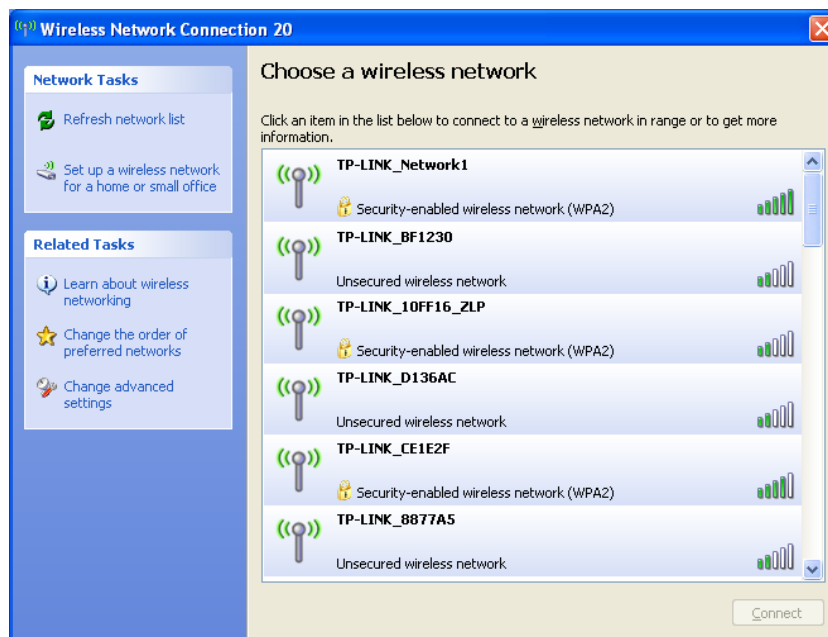 Wireless Network Connection 20
Network Tasks
Refresh network list
Set up a wireless network
for a home or small office
Related Tasks
Learn about wireless
networking
Change the order of
preferred networks
Change advanced
settings
Choose a wireless network
Click an item in the list below to connect to a wireless network in range or to get more
information.
TP-LINK_Network1
Security-enabled wireless network (WPA2)
TP-LINK_BF1230
Unsecured wireless network
TP-LINK_10FF16_ZLP
Security-enabled wireless network (WPA2)
TP-LINK_D136AC
Unsecured wireless network
TP-LINK_CE1E2F
Security-enabled wireless network (WPA2)
TP-LINK_8877A5
Unsecured wireless network
Connect